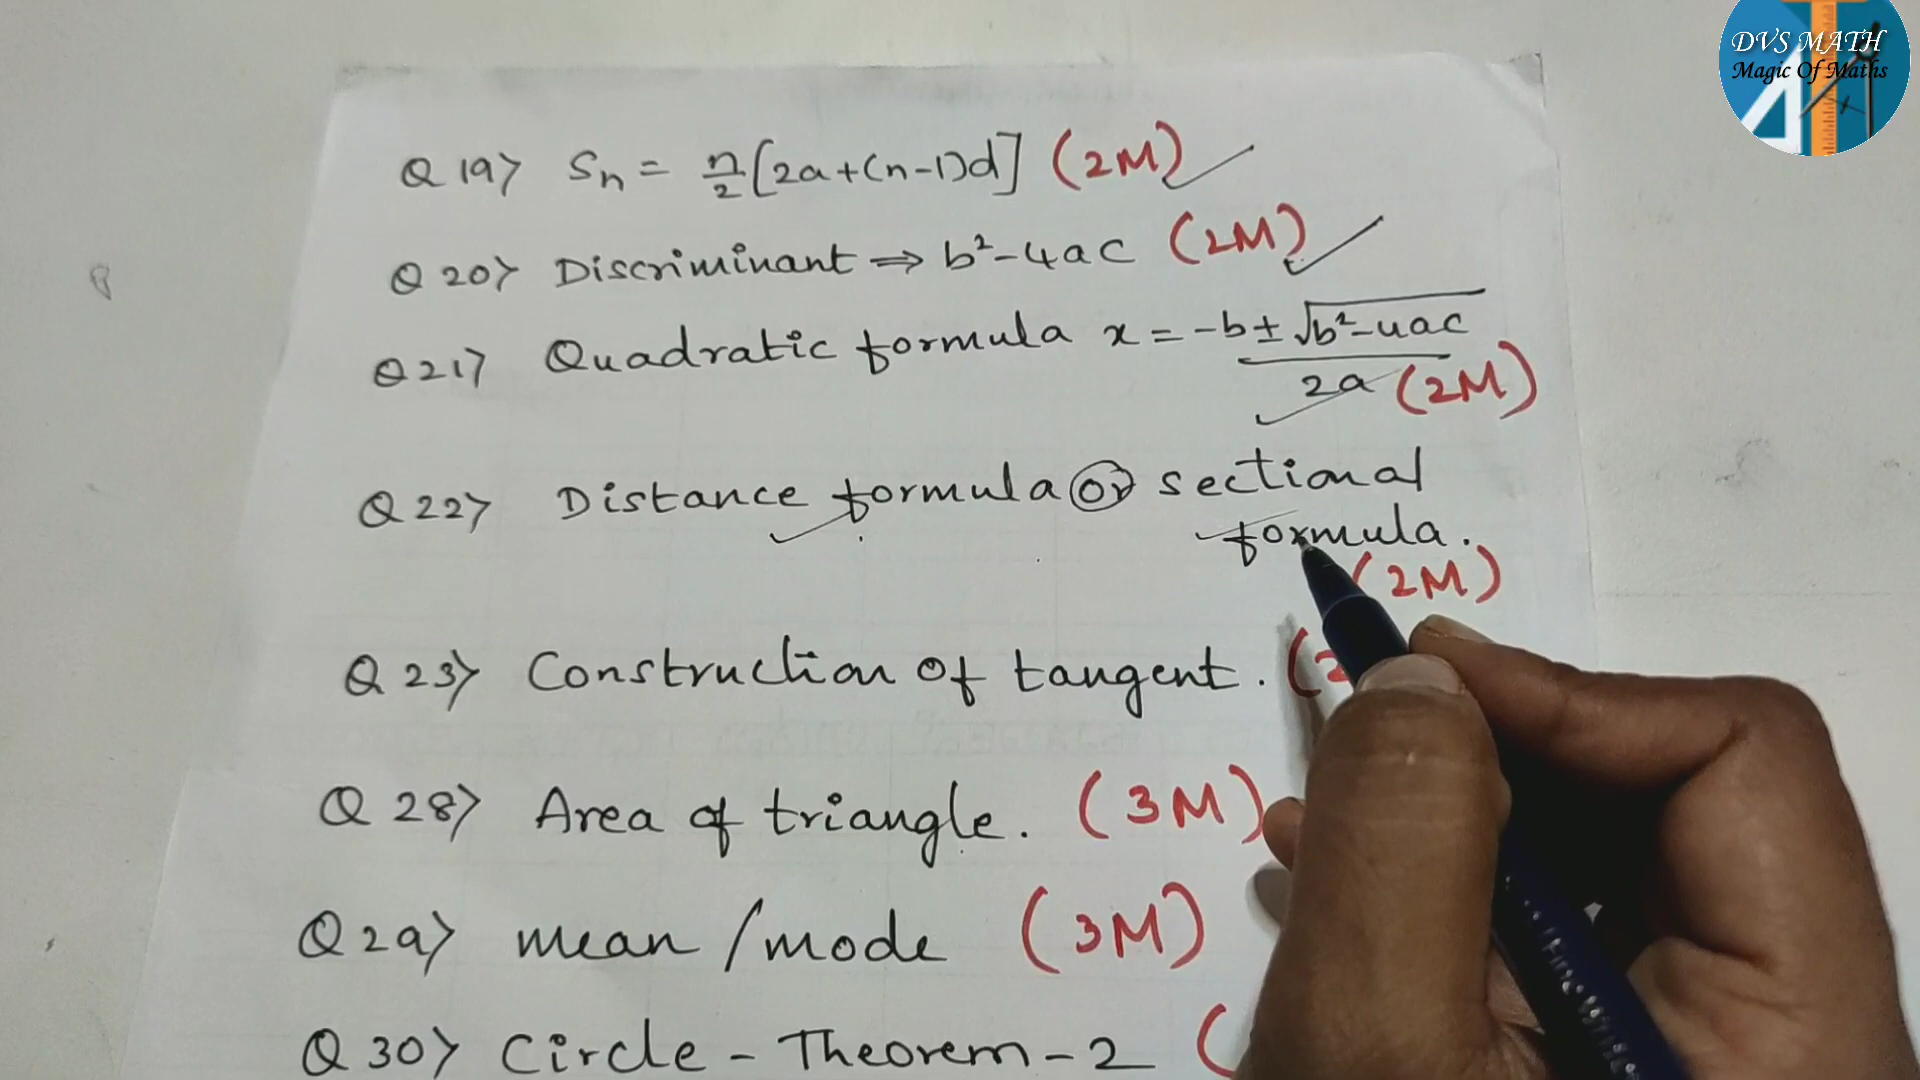 DVS MATH
Magic Of Maths
Q 19> Sn = n/2 [2a+(n-1)d] (2M)
Q 20> Discriminant ⇒ b²-4ac (2M)
Q 21> Quadratic formula x = -b ± √b²-4ac
2a (2M)
Q 22> Distance formula or sectional
formula.
(2M)
Q 23> Construction of tangent. (2
Q 28> Area of triangle. (3M)
Q 29> mean/mode (3M)
Q 30> Circle - Theorem-2 (